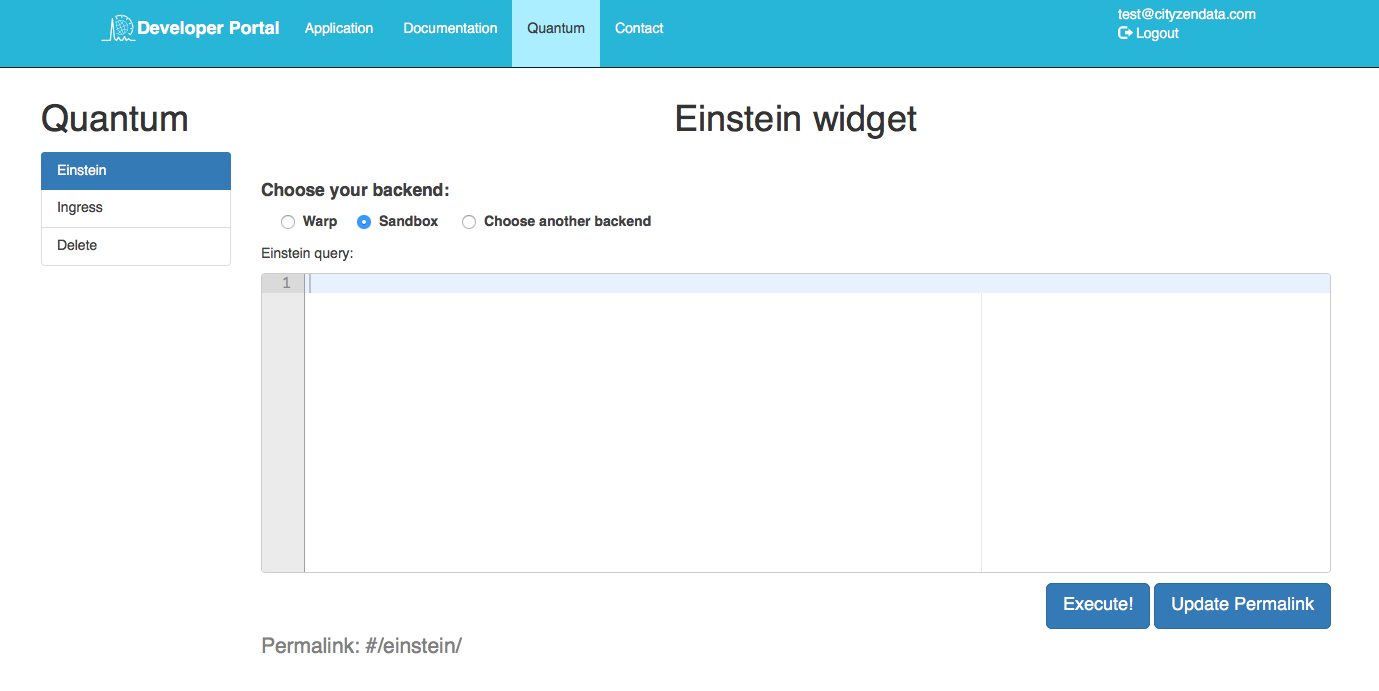 Developer Portal Application Documentation Quantum Contact
test@cityzendata.com
Logout
Quantum
Einstein widget
Einstein
Ingress
Delete
Choose your backend:
Warp Sandbox Choose another backend
Einstein query:
1
Execute! Update Permalink
Permalink: #/einstein/